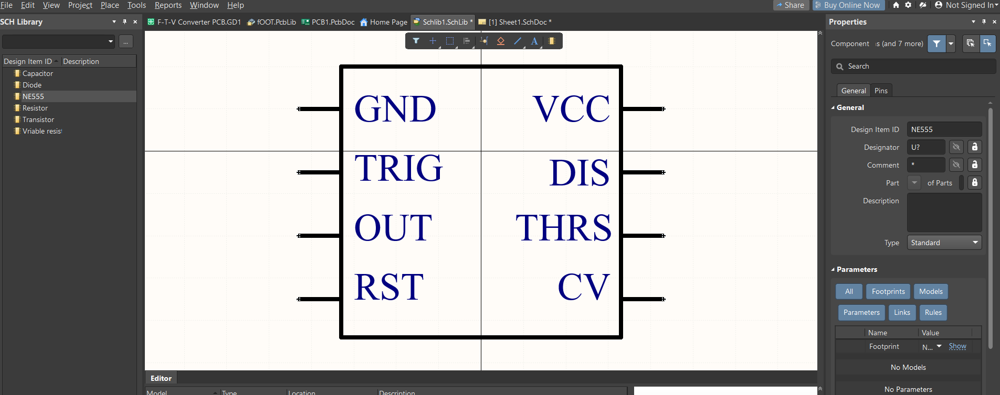 File Edit View Project Place Tools Reports Window Help Share Buy Online Now Not Signed In
SCH Library
F-T-V Converter PCB.GD1 fOOT.PcbLib PCB1.PcbDoc Home Page Schlib1.SchLib * [1] Sheet1.SchDoc *
Properties
...
Component s (and 7 more)
Search
Design Item ID Description
Capacitor
Diode
NE555
Resistor
Transistor
Vriable resist
A
GND VCC
TRIG DIS
OUT THRS
RST CV
General Pins
General
Design Item ID NE555
Designator U?
Comment *
Part of Parts
Description
Type Standard
Parameters
All Footprints Models
Parameters Links Rules
Name Value
Footprint N... Show
No Models
No Parameters
Editor
Model Type Location Description